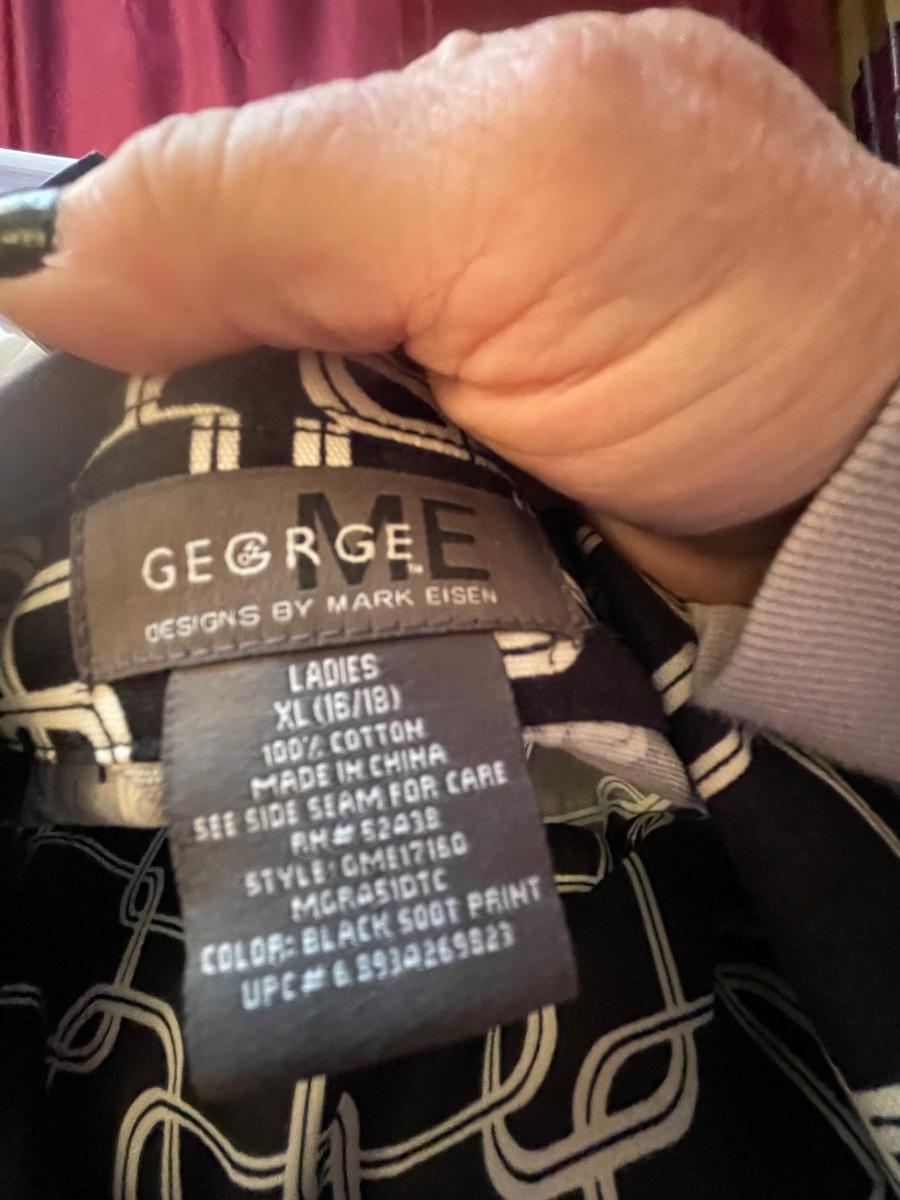 GEORGE ME
DESIGNS BY MARK EISEN
LADIES
XL (16/18)
100% COTTON
MADE IN CHINA
SEE SIDE SEAM FOR CARE
RN# 52438
STYLE: GME17160
MGRA51DTC
COLOR: BLACK SOOT PRINT
UPC#